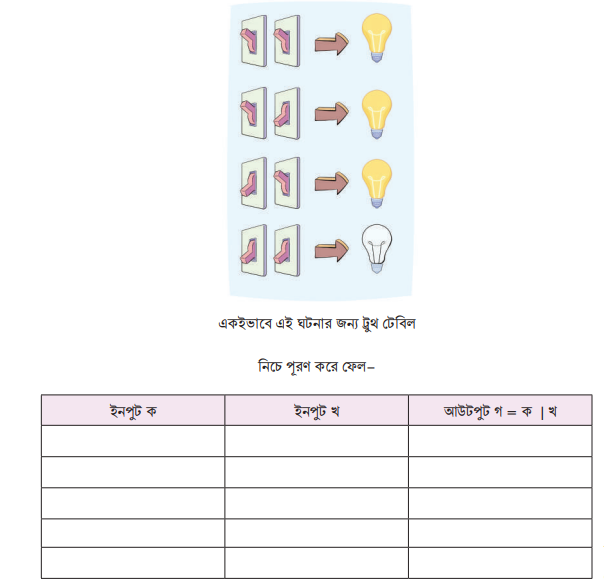 একইভাবে এই ঘটনার জন্য ট্রুথ টেবিল
নিচে পূরণ করে ফেল–
ইনপুট ক ইনপুট খ আউটপুট গ = ক | খ